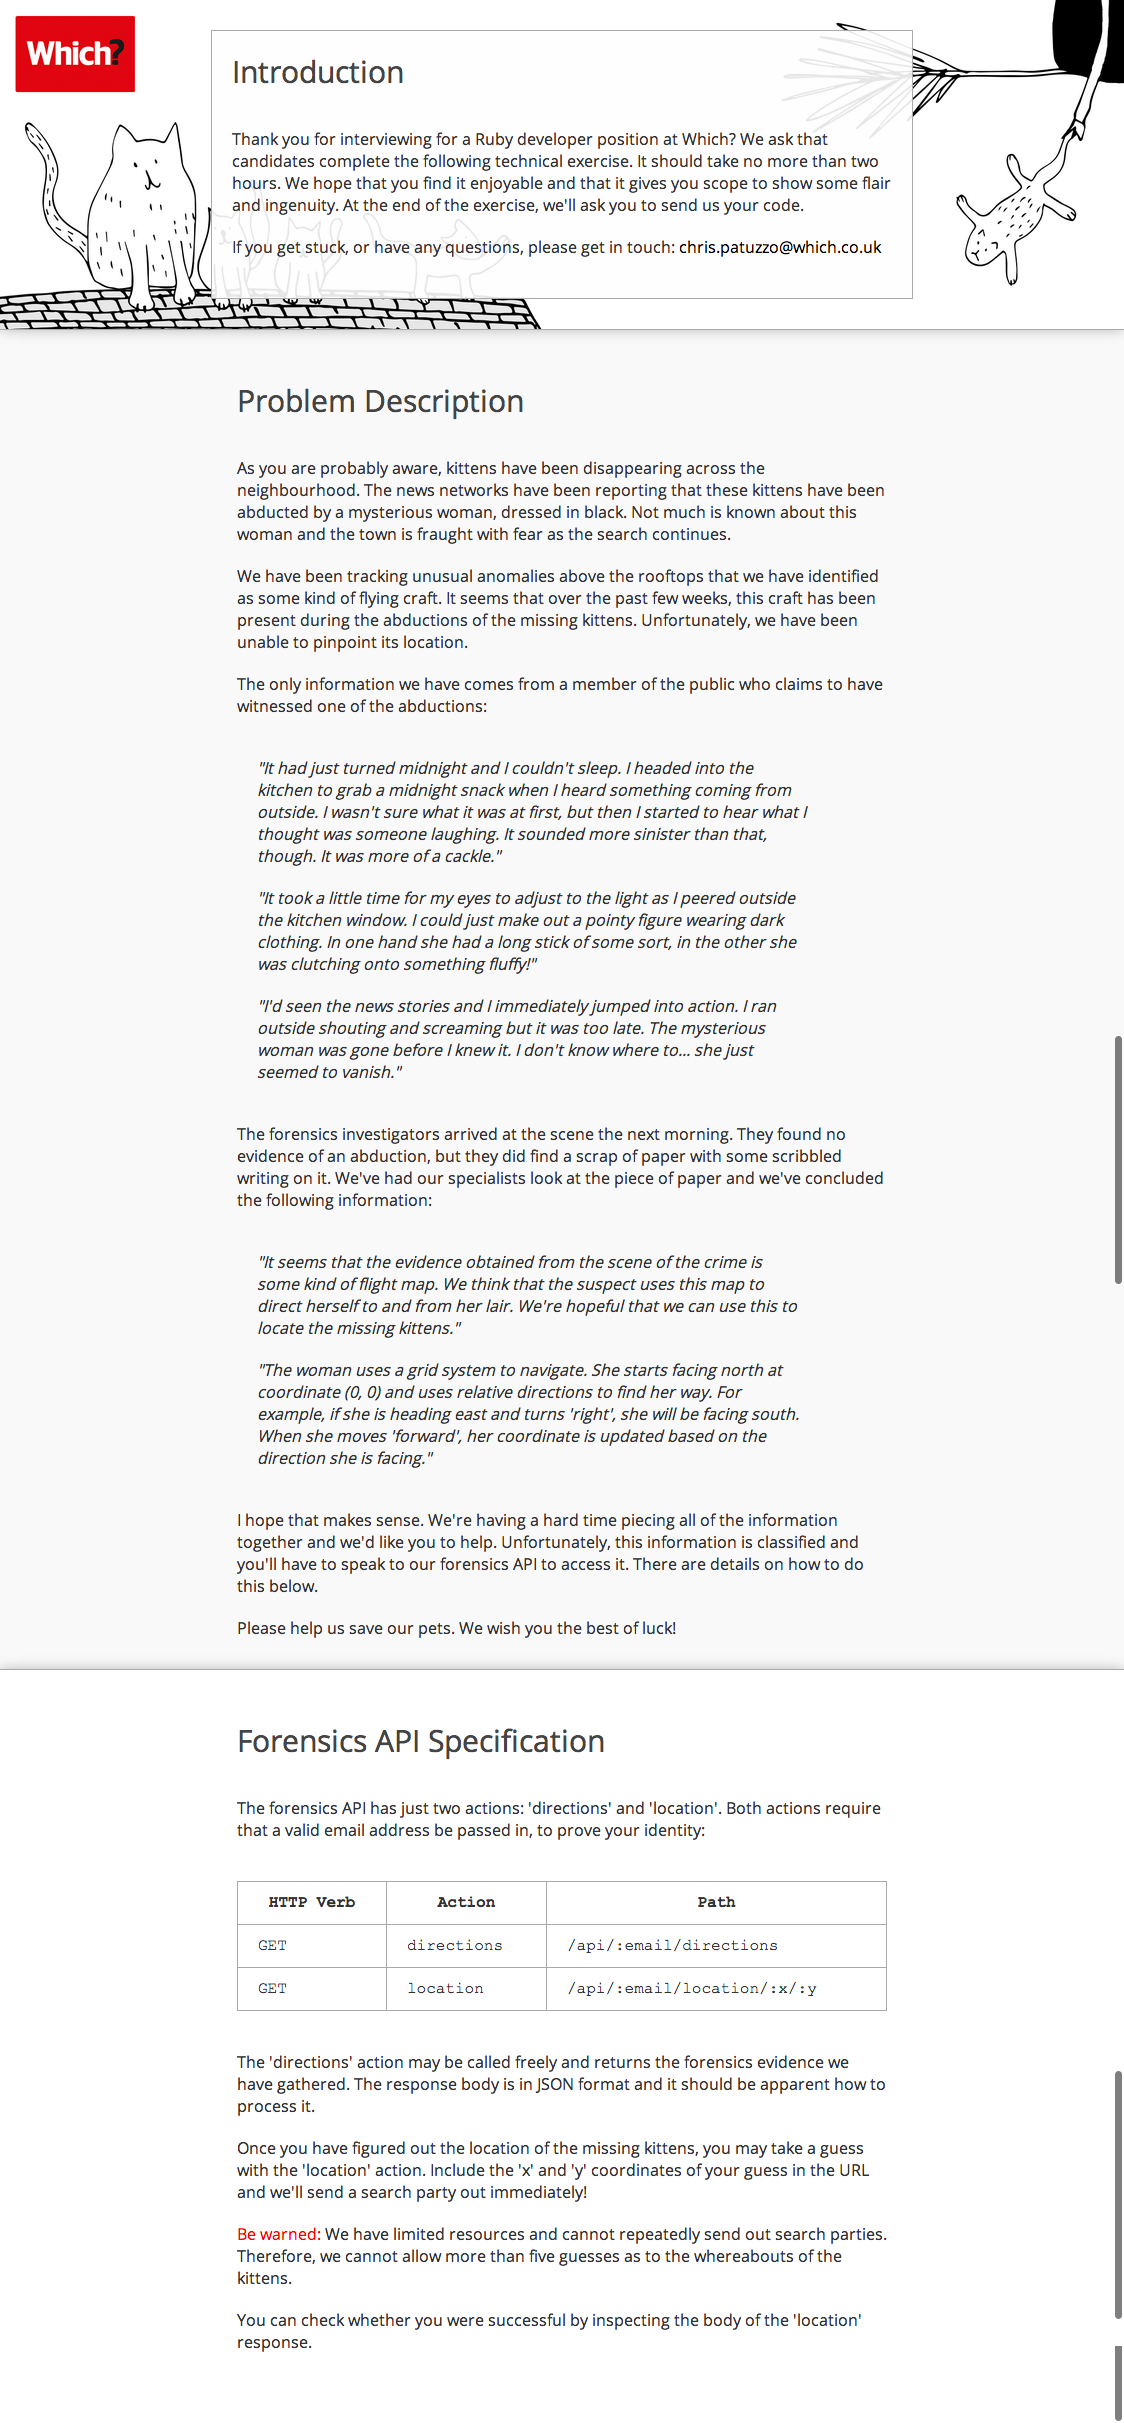 Which?
Introduction
Thank you for interviewing for a Ruby developer position at Which? We ask that
candidates complete the following technical exercise. It should take no more than two
hours. We hope that you find it enjoyable and that it gives you scope to show some flair
and ingenuity. At the end of the exercise, we'll ask you to send us your code.
If you get stuck, or have any questions, please get in touch: chris.patuzzo@which.co.uk
Problem Description
As you are probably aware, kittens have been disappearing across the
neighbourhood. The news networks have been reporting that these kittens have been
abducted by a mysterious woman, dressed in black. Not much is known about this
woman and the town is fraught with fear as the search continues.
We have been tracking unusual anomalies above the rooftops that we have identified
as some kind of flying craft. It seems that over the past few weeks, this craft has been
present during the abductions of the missing kittens. Unfortunately, we have been
unable to pinpoint its location.
The only information we have comes from a member of the public who claims to have
witnessed one of the abductions:
"It had just turned midnight and I couldn't sleep. I headed into the
kitchen to grab a midnight snack when I heard something coming from
outside. I wasn't sure what it was at first, but then I started to hear what I
thought was someone laughing. It sounded more sinister than that,
though. It was more of a cackle."
"It took a little time for my eyes to adjust to the light as I peered outside
the kitchen window. I could just make out a pointy figure wearing dark
clothing. In one hand she had a long stick of some sort, in the other she
was clutching onto something fluffy!"
"I'd seen the news stories and I immediately jumped into action. I ran
outside shouting and screaming but it was too late. The mysterious
woman was gone before I knew it. I don't know where to... she just
seemed to vanish."
The forensics investigators arrived at the scene the next morning. They found no
evidence of an abduction, but they did find a scrap of paper with some scribbled
writing on it. We've had our specialists look at the piece of paper and we've concluded
the following information:
"It seems that the evidence obtained from the scene of the crime is
some kind of flight map. We think that the suspect uses this map to
direct herself to and from her lair. We're hopeful that we can use this to
locate the missing kittens."
"The woman uses a grid system to navigate. She starts facing north at
coordinate (0, 0) and uses relative directions to find her way. For
example, if she is heading east and turns 'right', she will be facing south.
When she moves 'forward', her coordinate is updated based on the
direction she is facing."
I hope that makes sense. We're having a hard time piecing all of the information
together and we'd like you to help. Unfortunately, this information is classified and
you'll have to speak to our forensics API to access it. There are details on how to do
this below.
Please help us save our pets. We wish you the best of luck!
Forensics API Specification
The forensics API has just two actions: 'directions' and 'location'. Both actions require
that a valid email address be passed in, to prove your identity:
HTTP Verb Action Path
GET directions /api/:email/directions
GET location /api/:email/location/:x/:y
The 'directions' action may be called freely and returns the forensics evidence we
have gathered. The response body is in JSON format and it should be apparent how to
process it.
Once you have figured out the location of the missing kittens, you may take a guess
with the 'location' action. Include the 'x' and 'y' coordinates of your guess in the URL
and we'll send a search party out immediately!
Be warned: We have limited resources and cannot repeatedly send out search parties.
Therefore, we cannot allow more than five guesses as to the whereabouts of the
kittens.
You can check whether you were successful by inspecting the body of the 'location'
response.